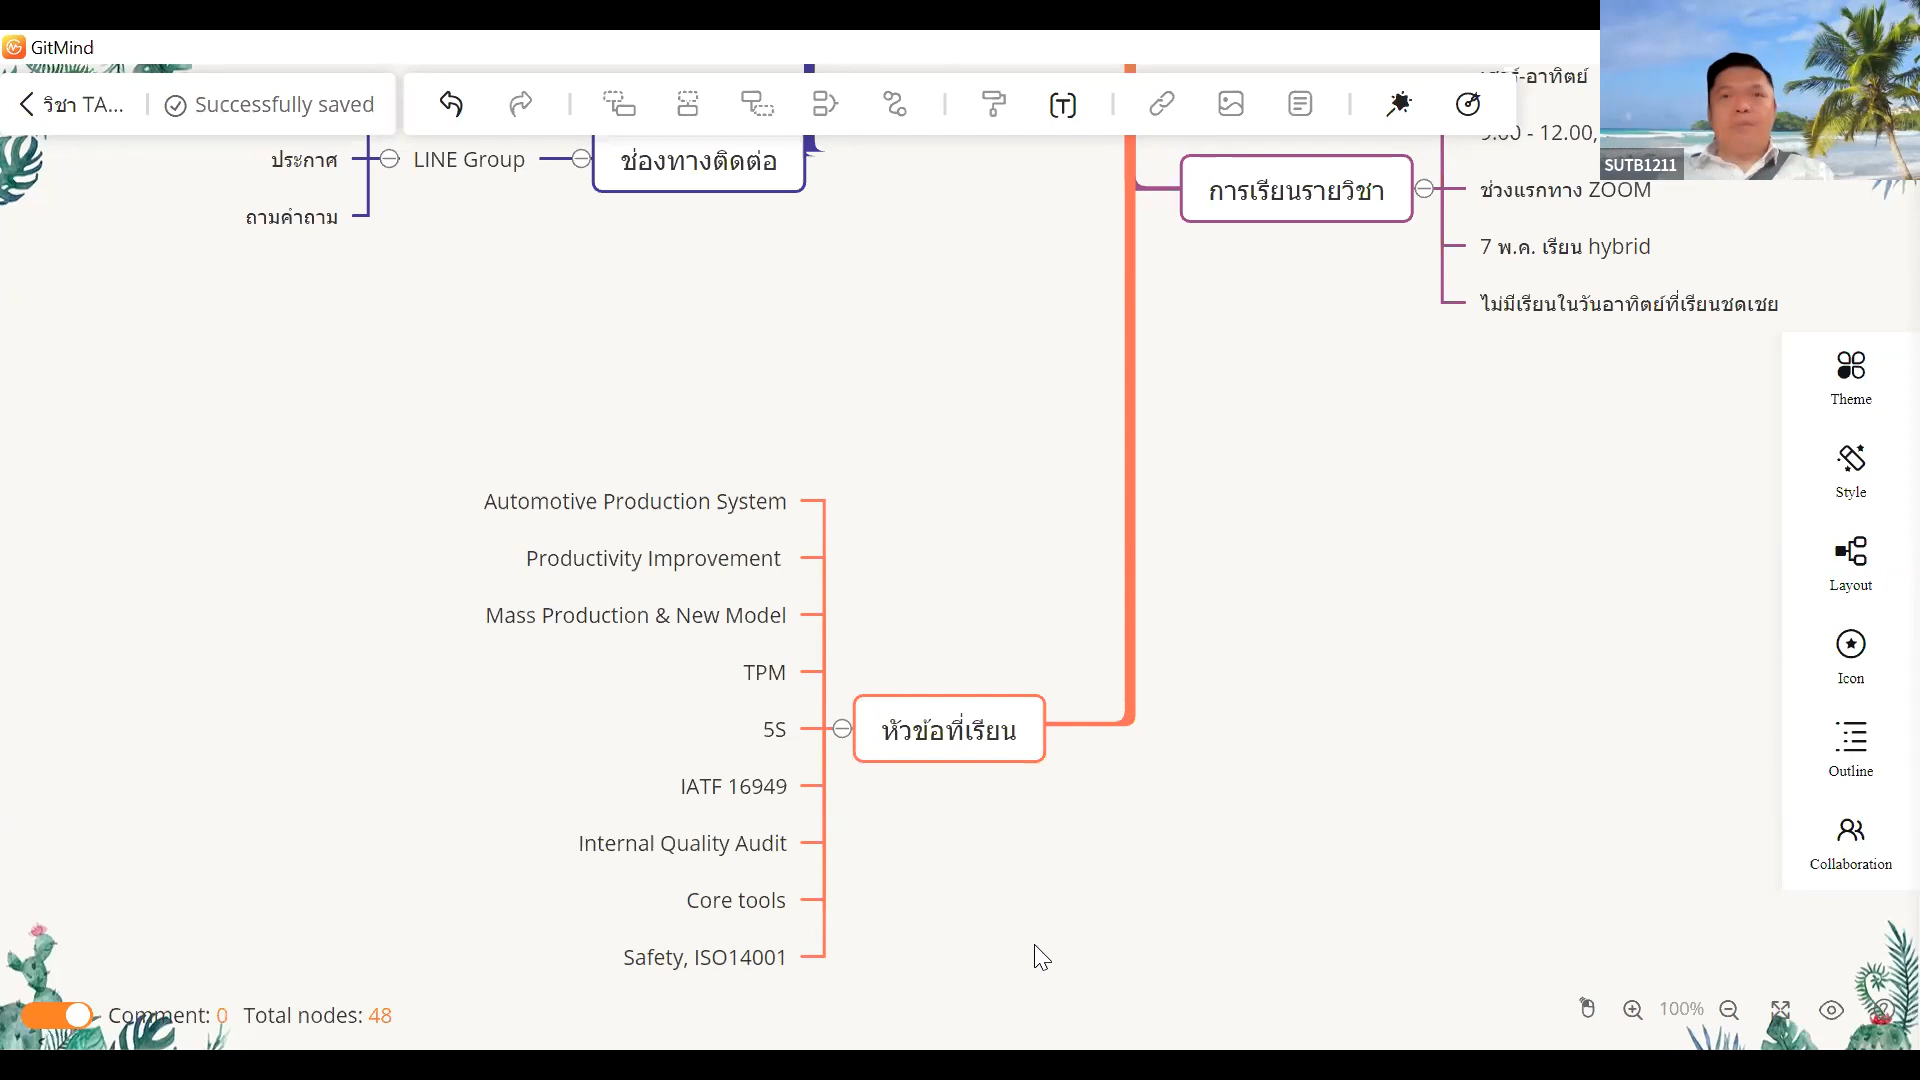 GitMind
วิชา TA...
Successfully saved
SUTB1211
9.00 - 12.00,
ประกาศ
LINE Group
ช่องทางติดต่อ
ถามคำถาม
การเรียนรายวิชา
ช่วงแรกทาง ZOOM
7 พ.ค. เรียน hybrid
ไม่มีเรียนในวันอาทิตย์ที่เรียนชดเชย
Theme
Style
Layout
Icon
Outline
Collaboration
Automotive Production System
Productivity Improvement
Mass Production & New Model
TPM
5S
หัวข้อที่เรียน
IATF 16949
Internal Quality Audit
Core tools
Safety, ISO14001
Comment: 0 Total nodes: 48
100%